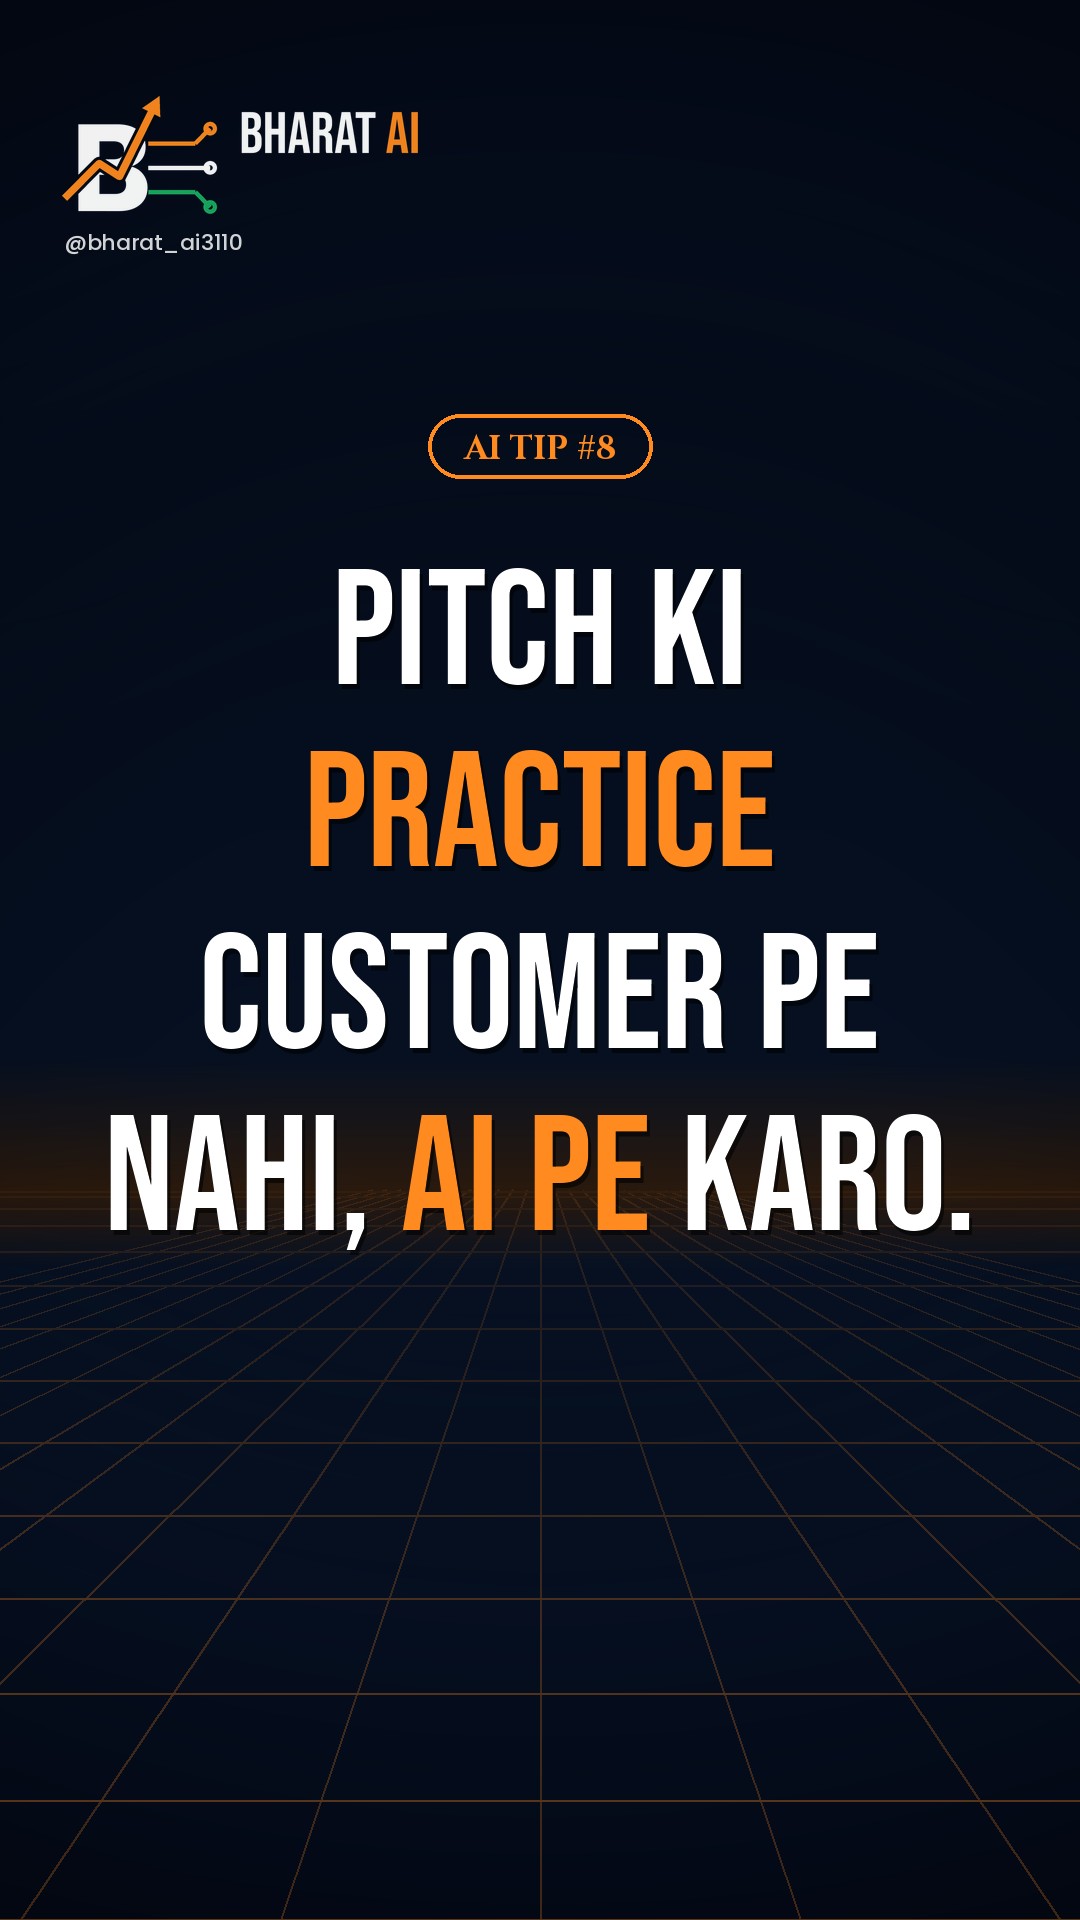 BHARAT AI
@bharat_ai3110
AI TIP #8
PITCH KI
PRACTICE
CUSTOMER PE
NAHI, AI PE KARO.